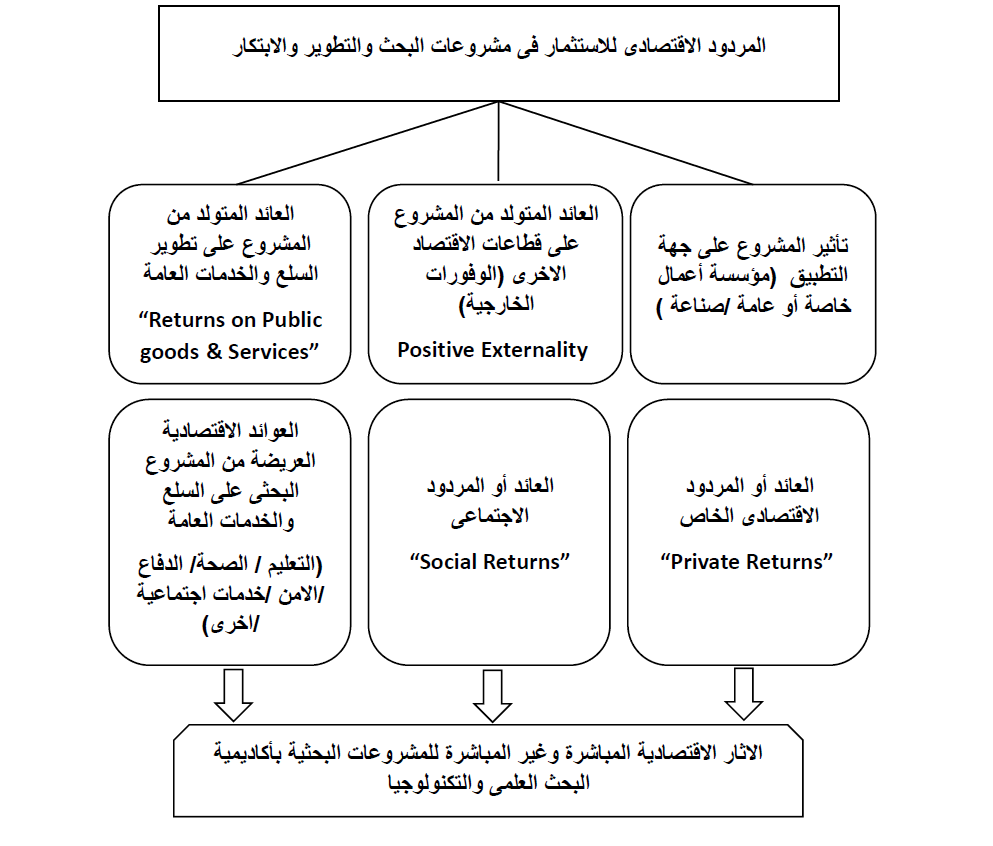 المردود الاقتصادى للاستثمار فى مشروعات البحث والتطوير والابتكار
تأثير المشروع على جهة
التطبيق (مؤسسة أعمال
خاصة أو عامة /صناعة )
العائد المتولد من المشروع
على قطاعات الاقتصاد
الاخرى (الوفورات
الخارجية)
Positive Externality
العائد المتولد من
المشروع على تطوير
السلع والخدمات العامة
“Returns on Public
goods & Services”
العائد أو المردود
الاقتصادى الخاص
“Private Returns”
العائد أو المردود
الاجتماعى
“Social Returns”
العوائد الاقتصادية
العريضة من المشروع
البحثى على السلع
والخدمات العامة
(التعليم / الصحة/ الدفاع
/الامن /خدمات اجتماعية
/اخرى)
الاثار الاقتصادية المباشرة وغير المباشرة للمشروعات البحثية بأكاديمية
البحث العلمى والتكنولوجيا